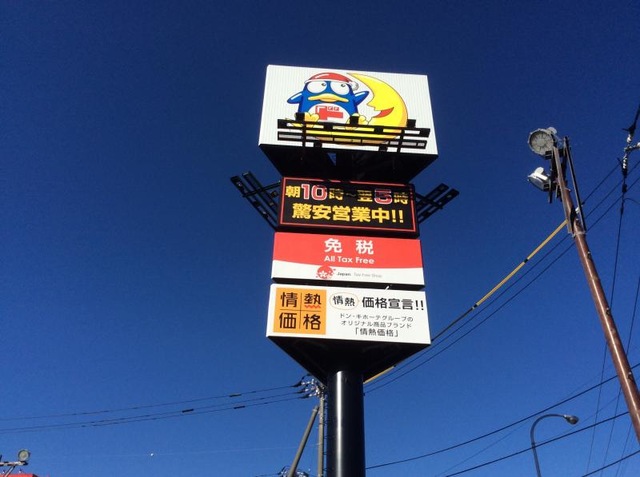 朝10時〜翌5時
驚安営業中!!
免税
All Tax Free
Japan Tax-free Shop
情熱
価格
情熱 価格宣言!!
ドン・キホーテグループの
オリジナル商品ブランド
「情熱価格」